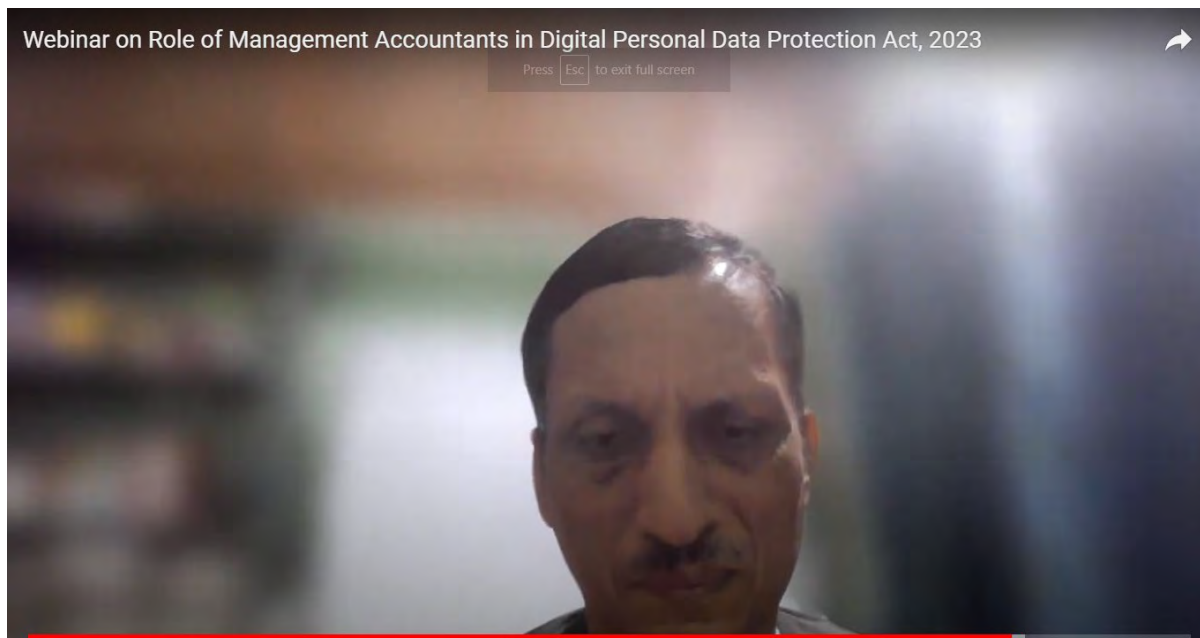 Webinar on Role of Management Accountants in Digital Personal Data Protection Act, 2023
Press Esc to exit full screen